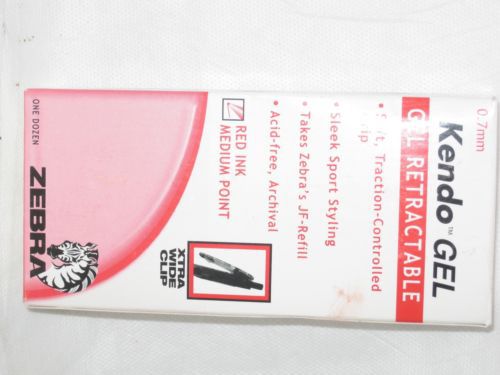 0.7mm
Kendo™ GEL
GEL RETRACTABLE
• Soft, Traction-Controlled
Grip
• Sleek Sport Styling
• Takes Zebra's JF-Refill
• Acid-free, Archival
RED INK
MEDIUM POINT
XTRA
WIDE
CLIP
ONE DOZEN
ZEBRA